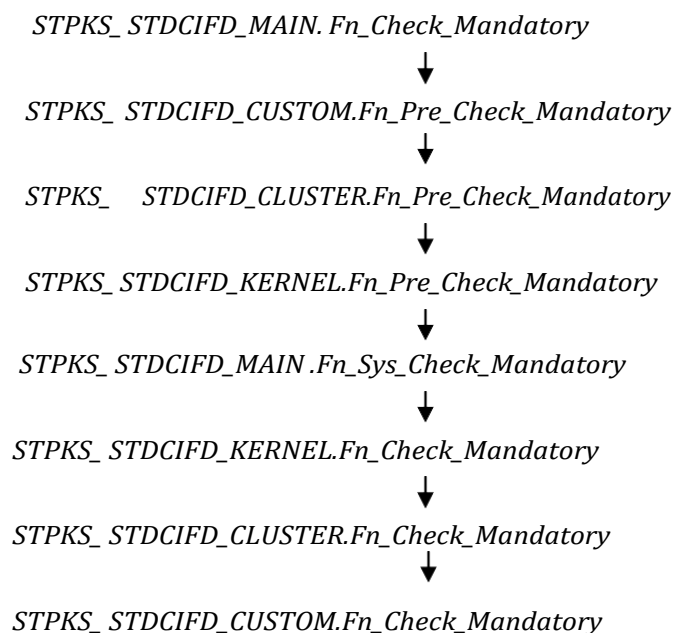 STPKS_ STDCIFD_MAIN. Fn_Check_Mandatory
STPKS_ STDCIFD_CUSTOM.Fn_Pre_Check_Mandatory
STPKS_ STDCIFD_CLUSTER.Fn_Pre_Check_Mandatory
STPKS_ STDCIFD_KERNEL.Fn_Pre_Check_Mandatory
STPKS_ STDCIFD_MAIN .Fn_Sys_Check_Mandatory
STPKS_ STDCIFD_KERNEL.Fn_Check_Mandatory
STPKS_ STDCIFD_CLUSTER.Fn_Check_Mandatory
STPKS_ STDCIFD_CUSTOM.Fn_Check_Mandatory